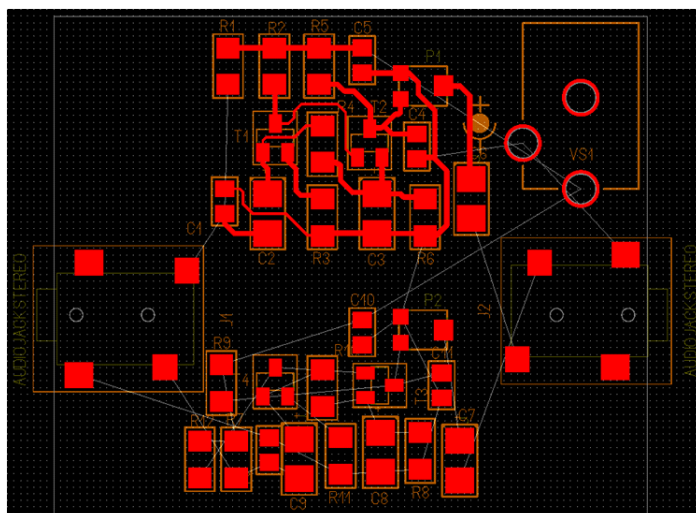 R1
R2
R5
C5
P1
T1
R4
T2
C4
VS1
C1
C2
R3
C3
R6
AUDIOJACKSTEREO
J1
J2
AUDIOJACKSTEREO
C10
P2
R9
C7
C9
R11
C8
R8